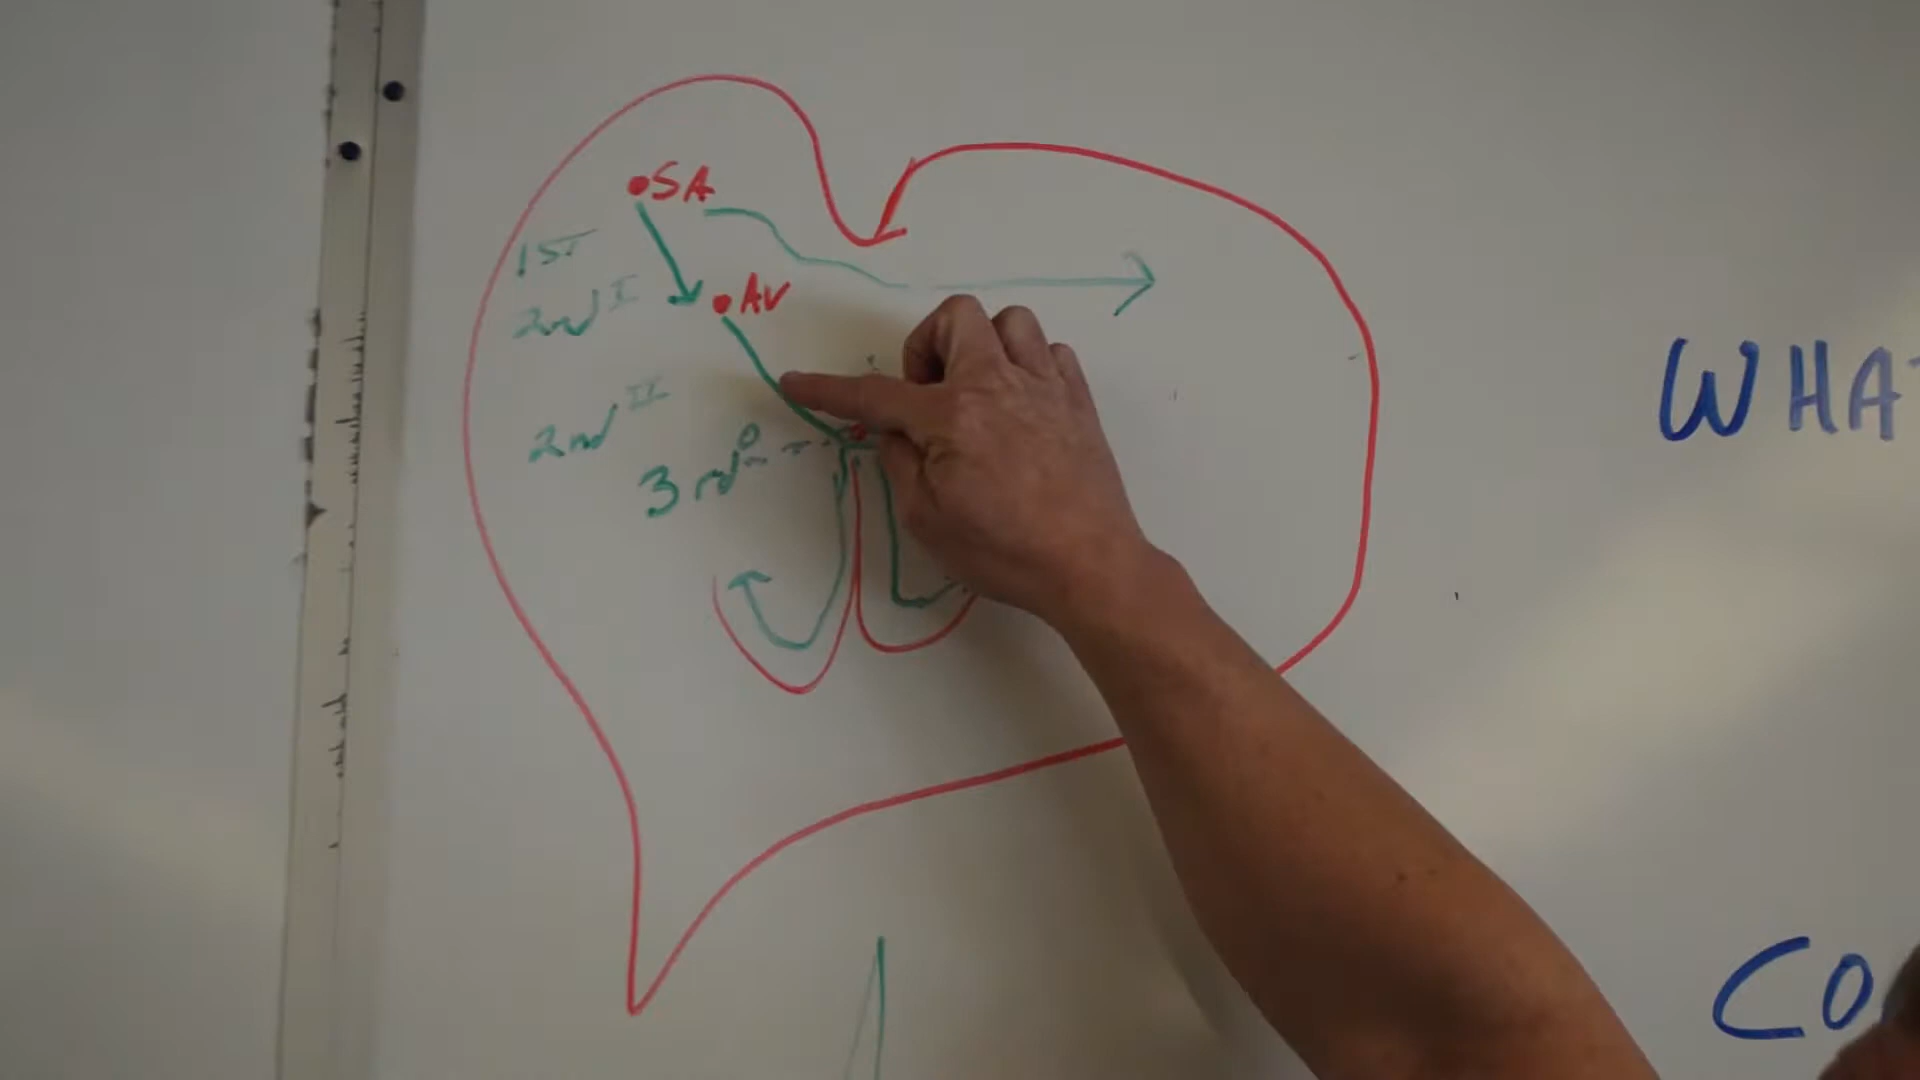 SA
1ST
AV
2nd I
2nd II
3rd°
WHA
CO